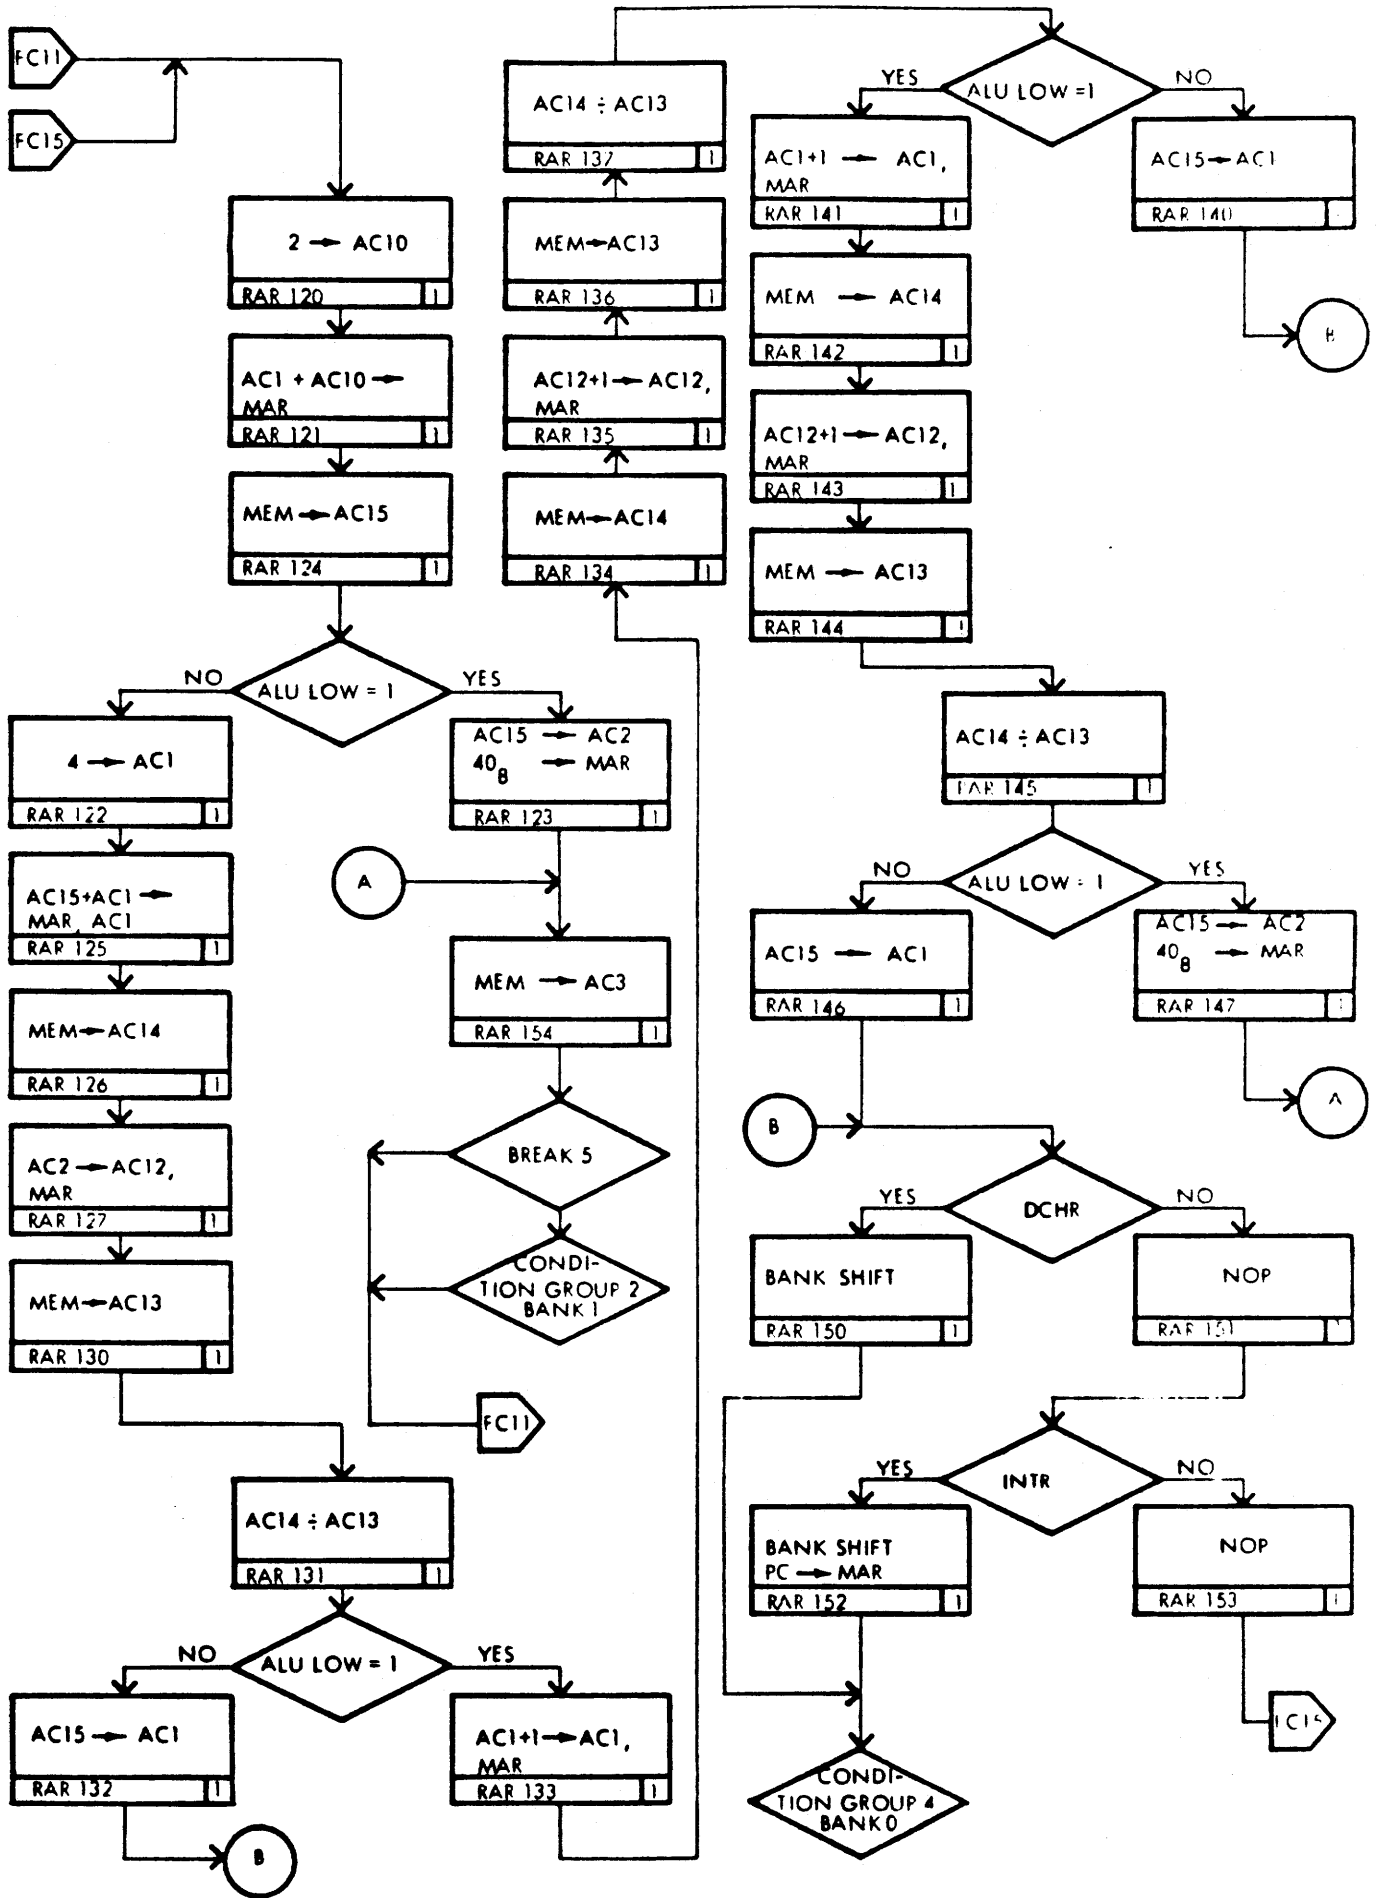 FC11
FC15
2 → AC10
RAR 120 1
AC1 + AC10 →
MAR
RAR 121 1
MEM → AC15
RAR 124 1
ALU LOW = 1
NO
YES
4 → AC1
RAR 122 1
AC15+AC1 →
MAR, AC1
RAR 125 1
MEM → AC14
RAR 126 1
AC2 → AC12,
MAR
RAR 127 1
MEM → AC13
RAR 130 1
AC14 ÷ AC13
RAR 131 1
ALU LOW = 1
NO
YES
AC15 → AC1
RAR 132 1
B
AC1+1 → AC1,
MAR
RAR 133 1
AC15 → AC2
40₈ → MAR
RAR 123 1
A
MEM → AC3
RAR 154 1
BREAK 5
CONDI-
TION GROUP 2
BANK 1
FC11
MEM → AC14
RAR 134 1
AC12+1 → AC12,
MAR
RAR 135 1
MEM → AC13
RAR 136 1
AC14 ÷ AC13
RAR 137 1
ALU LOW =1
YES
NO
AC1+1 → AC1,
MAR
RAR 141 1
AC15 ← AC1
RAR 140
B
MEM → AC14
RAR 142 1
AC12+1 → AC12,
MAR
RAR 143 1
MEM → AC13
RAR 144 1
AC14 ÷ AC13
RAR 145 1
ALU LOW = 1
NO
YES
AC15 → AC1
RAR 146 1
AC15 → AC2
40₈ → MAR
RAR 147 1
A
B
DCHR
YES
NO
BANK SHIFT
RAR 150 1
NOP
RAR 151 1
INTR
YES
NO
BANK SHIFT
PC → MAR
RAR 152 1
NOP
RAR 153 1
FC15
CONDI-
TION GROUP 4
BANK 0